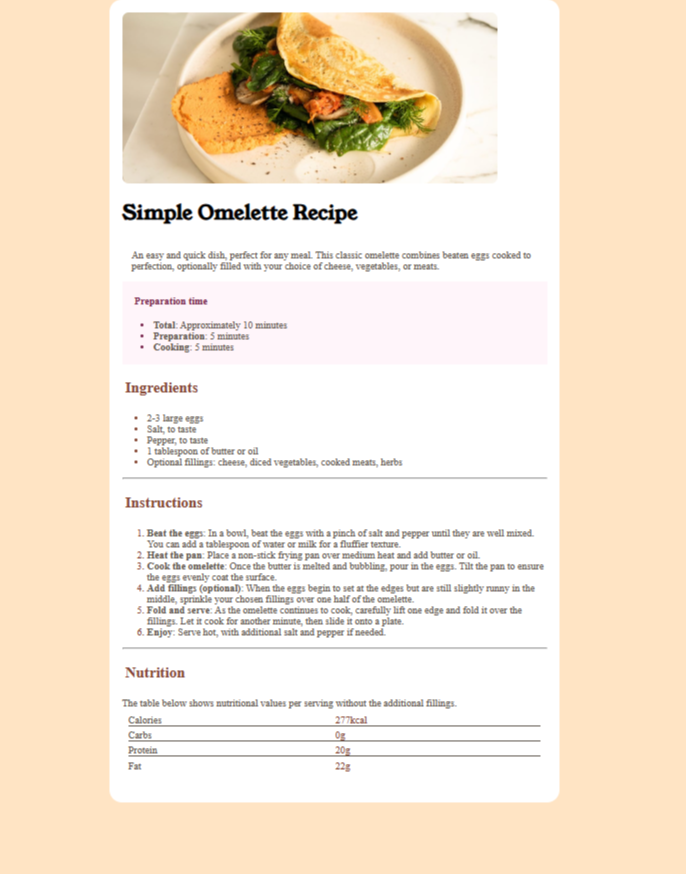 Simple Omelette Recipe
An easy and quick dish, perfect for any meal. This classic omelette combines beaten eggs cooked to
perfection, optionally filled with your choice of cheese, vegetables, or meats.
Preparation time
• Total: Approximately 10 minutes
• Preparation: 5 minutes
• Cooking: 5 minutes
Ingredients
• 2-3 large eggs
• Salt, to taste
• Pepper, to taste
• 1 tablespoon of butter or oil
• Optional fillings: cheese, diced vegetables, cooked meats, herbs
Instructions
1. Beat the eggs: In a bowl, beat the eggs with a pinch of salt and pepper until they are well mixed.
You can add a tablespoon of water or milk for a fluffier texture.
2. Heat the pan: Place a non-stick frying pan over medium heat and add butter or oil.
3. Cook the omelette: Once the butter is melted and bubbling, pour in the eggs. Tilt the pan to ensure
the eggs evenly coat the surface.
4. Add fillings (optional): When the eggs begin to set at the edges but are still slightly runny in the
middle, sprinkle your chosen fillings over one half of the omelette.
5. Fold and serve: As the omelette continues to cook, carefully lift one edge and fold it over the
fillings. Let it cook for another minute, then slide it onto a plate.
6. Enjoy: Serve hot, with additional salt and pepper if needed.
Nutrition
The table below shows nutritional values per serving without the additional fillings.
Calories 277kcal
Carbs 0g
Protein 20g
Fat 22g